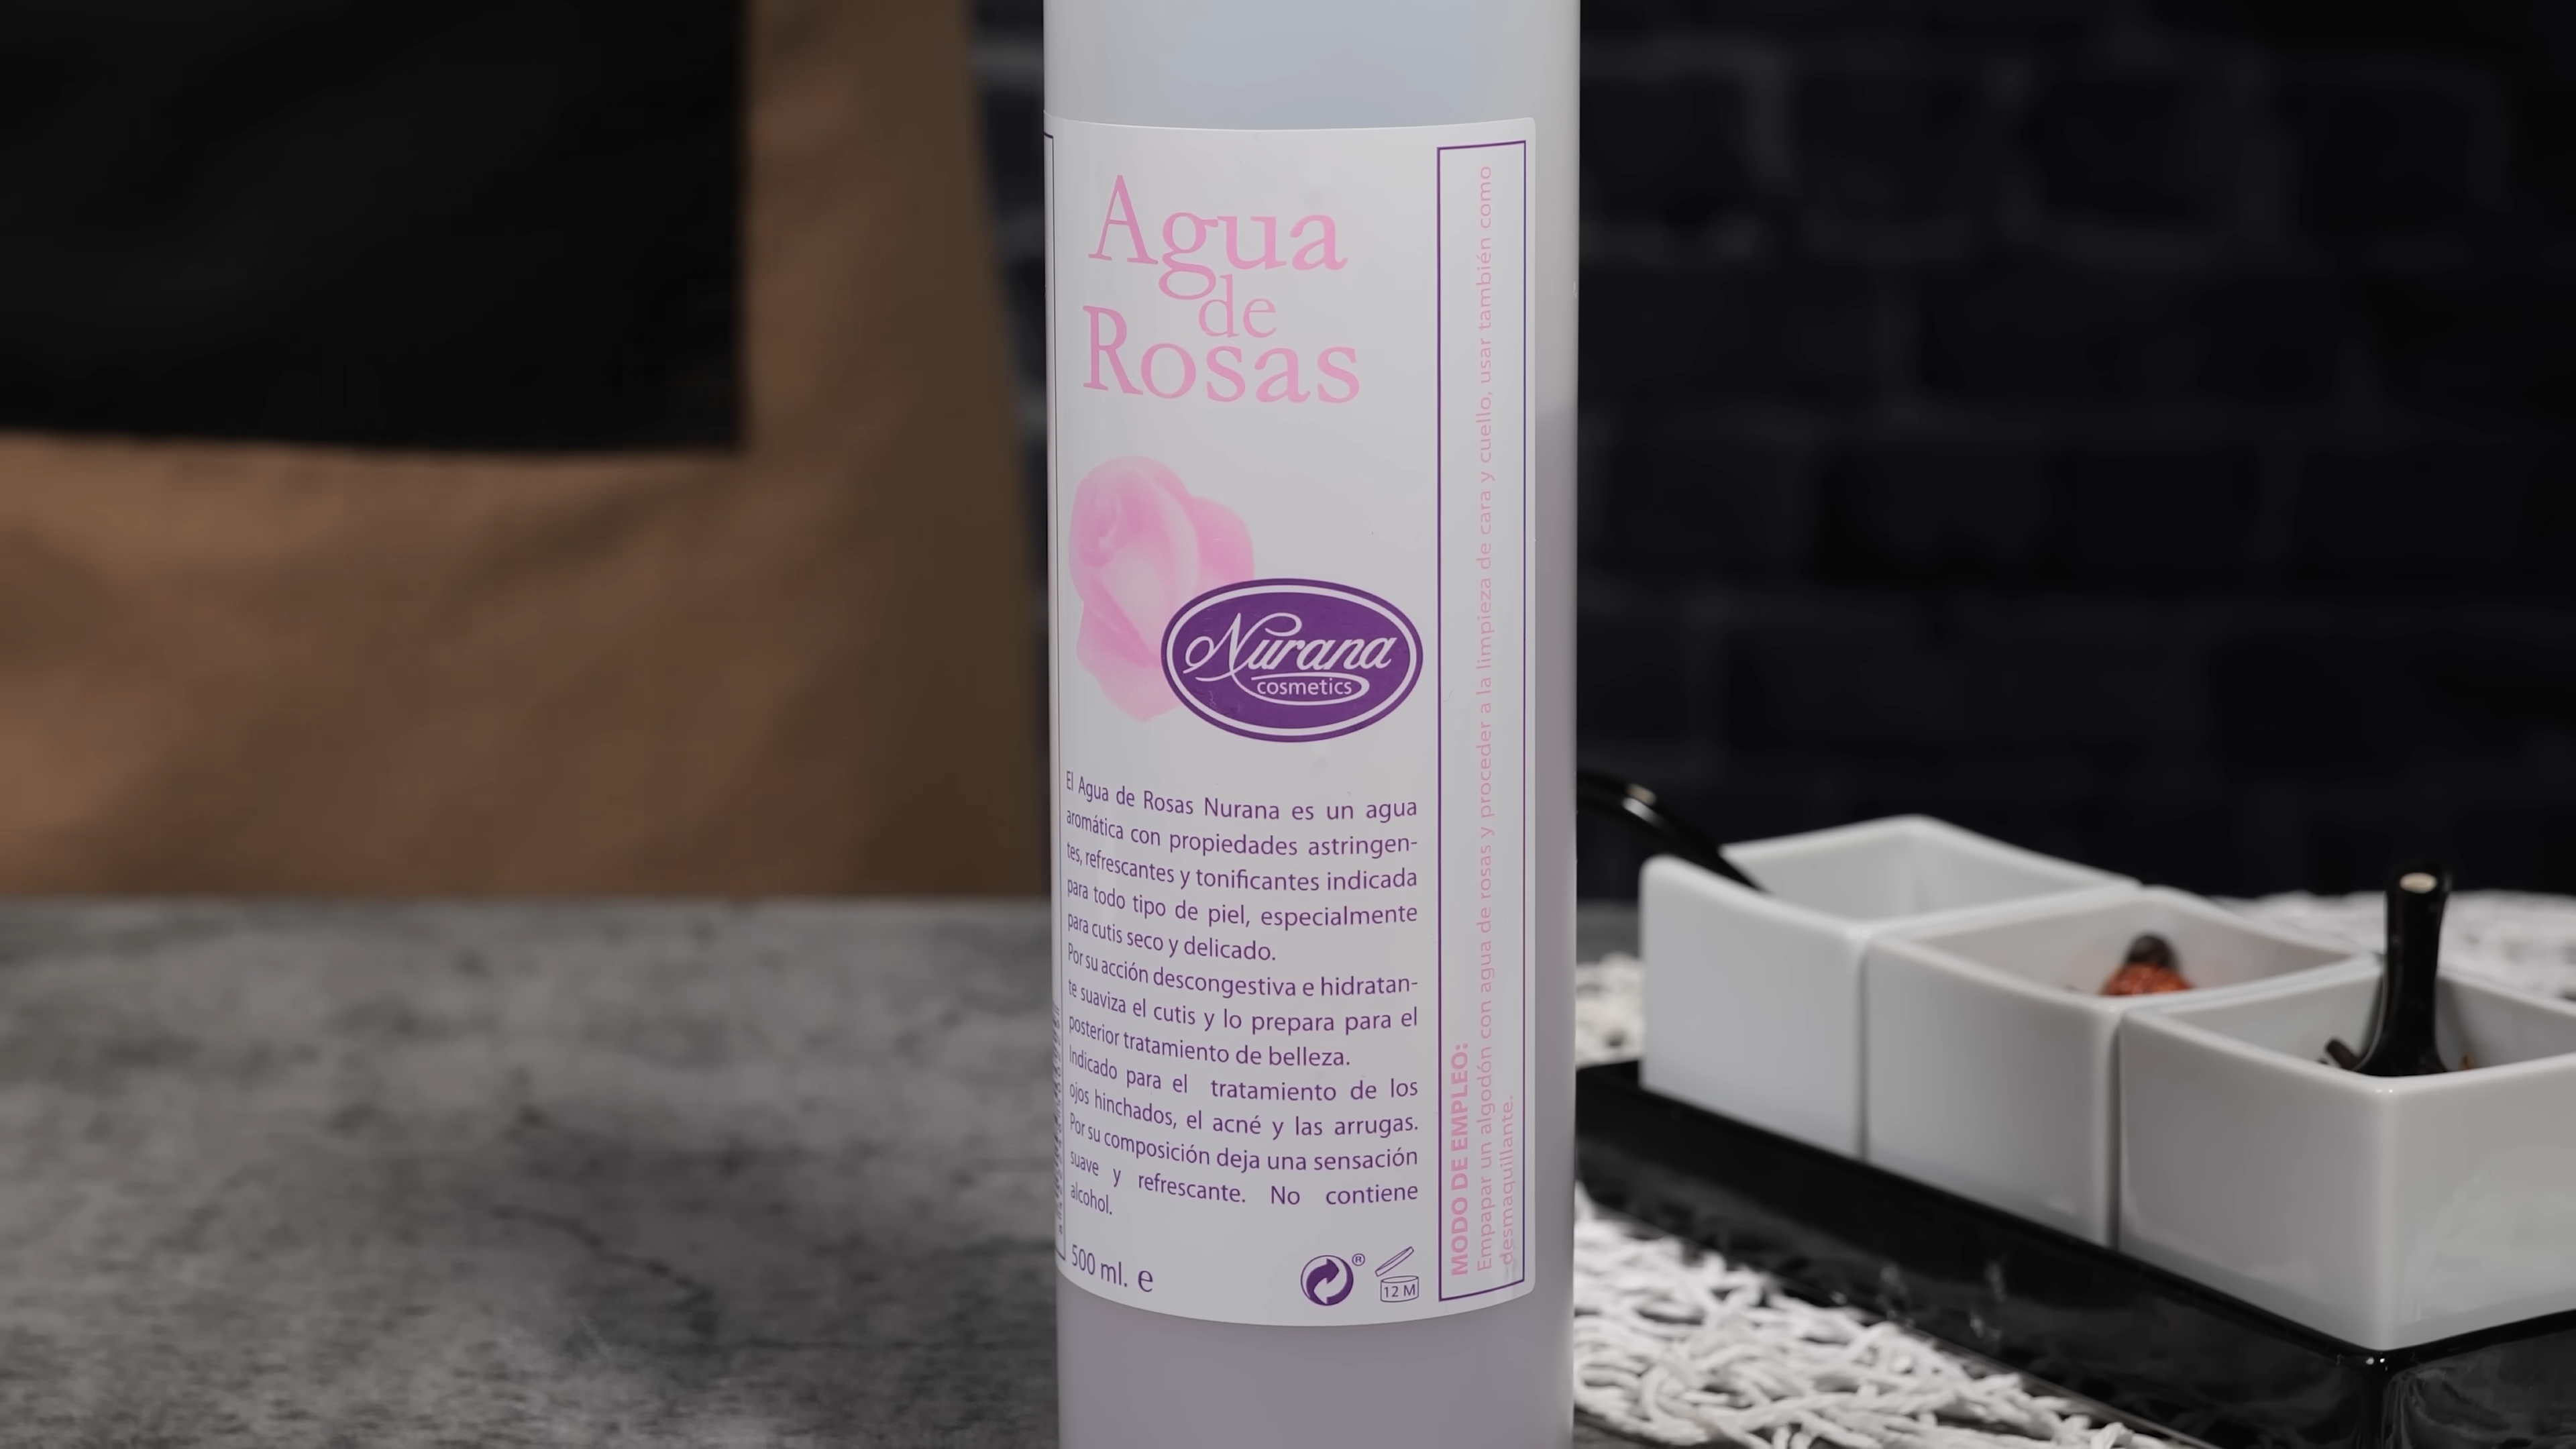 Agua
de
Rosas
Nurana
cosmetics
El Agua de Rosas Nurana es un agua
aromática con propiedades astringen-
tes, refrescantes y tonificantes indicada
para todo tipo de piel, especialmente
para cutis seco y delicado.
Por su acción descongestiva e hidratan-
te suaviza el cutis y lo prepara para el
posterior tratamiento de belleza.
Indicado para el tratamiento de los
ojos hinchados, el acné y las arrugas.
Por su composición deja una sensación
suave y refrescante. No contiene
alcohol.
500 ml. e
®
12 M
MODO DE EMPLEO:
Empapar un algodón con agua de rosas y proceder a la limpieza de cara y cuello, usar también como
desmaquillante.